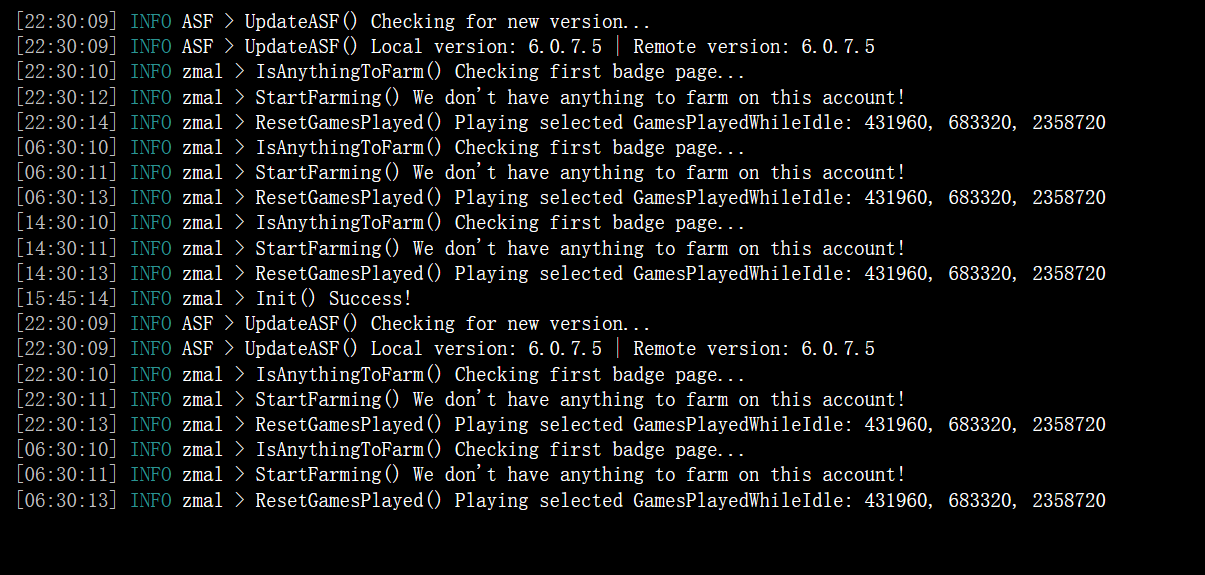 [22:30:09] INFO ASF > UpdateASF() Checking for new version...
[22:30:09] INFO ASF > UpdateASF() Local version: 6.0.7.5 | Remote version: 6.0.7.5
[22:30:10] INFO zmal > IsAnythingToFarm() Checking first badge page...
[22:30:12] INFO zmal > StartFarming() We don't have anything to farm on this account!
[22:30:14] INFO zmal > ResetGamesPlayed() Playing selected GamesPlayedWhileIdle: 431960, 683320, 2358720
[06:30:10] INFO zmal > IsAnythingToFarm() Checking first badge page...
[06:30:11] INFO zmal > StartFarming() We don't have anything to farm on this account!
[06:30:13] INFO zmal > ResetGamesPlayed() Playing selected GamesPlayedWhileIdle: 431960, 683320, 2358720
[14:30:10] INFO zmal > IsAnythingToFarm() Checking first badge page...
[14:30:11] INFO zmal > StartFarming() We don't have anything to farm on this account!
[14:30:13] INFO zmal > ResetGamesPlayed() Playing selected GamesPlayedWhileIdle: 431960, 683320, 2358720
[15:45:14] INFO zmal > Init() Success!
[22:30:09] INFO ASF > UpdateASF() Checking for new version...
[22:30:09] INFO ASF > UpdateASF() Local version: 6.0.7.5 | Remote version: 6.0.7.5
[22:30:10] INFO zmal > IsAnythingToFarm() Checking first badge page...
[22:30:11] INFO zmal > StartFarming() We don't have anything to farm on this account!
[22:30:13] INFO zmal > ResetGamesPlayed() Playing selected GamesPlayedWhileIdle: 431960, 683320, 2358720
[06:30:10] INFO zmal > IsAnythingToFarm() Checking first badge page...
[06:30:11] INFO zmal > StartFarming() We don't have anything to farm on this account!
[06:30:13] INFO zmal > ResetGamesPlayed() Playing selected GamesPlayedWhileIdle: 431960, 683320, 2358720